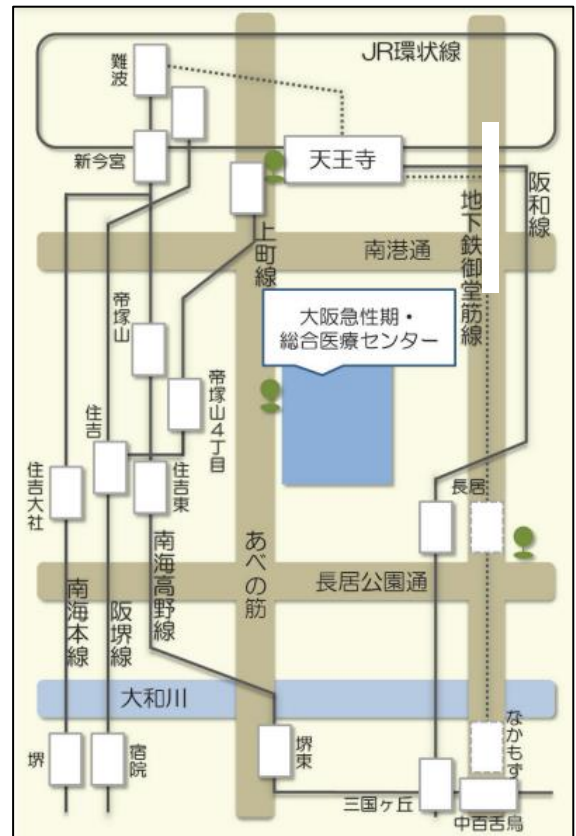 JR環状線
難波
新今宮
天王寺
阪和線
地下鉄御堂筋線
上町線
南港通
大阪急性期・
総合医療センター
帝塚山
帝塚山4丁目
住吉
住吉大社
住吉東
長居
南海本線
阪堺線
南海高野線
あべの筋
長居公園通
大和川
堺
宿院
堺東
三国ヶ丘
なかもず
中百舌鳥